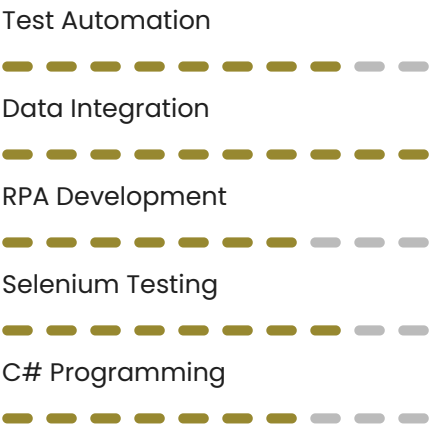 Test Automation
Data Integration
RPA Development
Selenium Testing
C# Programming